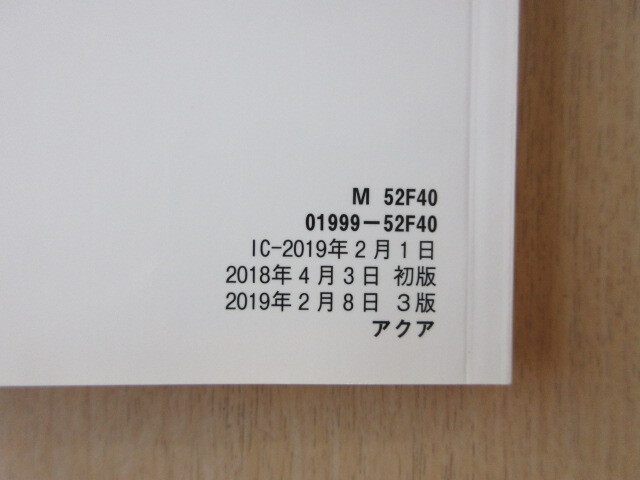 M 52F40
01999－52F40
IC-2019年２月１日
2018年４月３日 初版
2019年２月８日 ３版
アクア